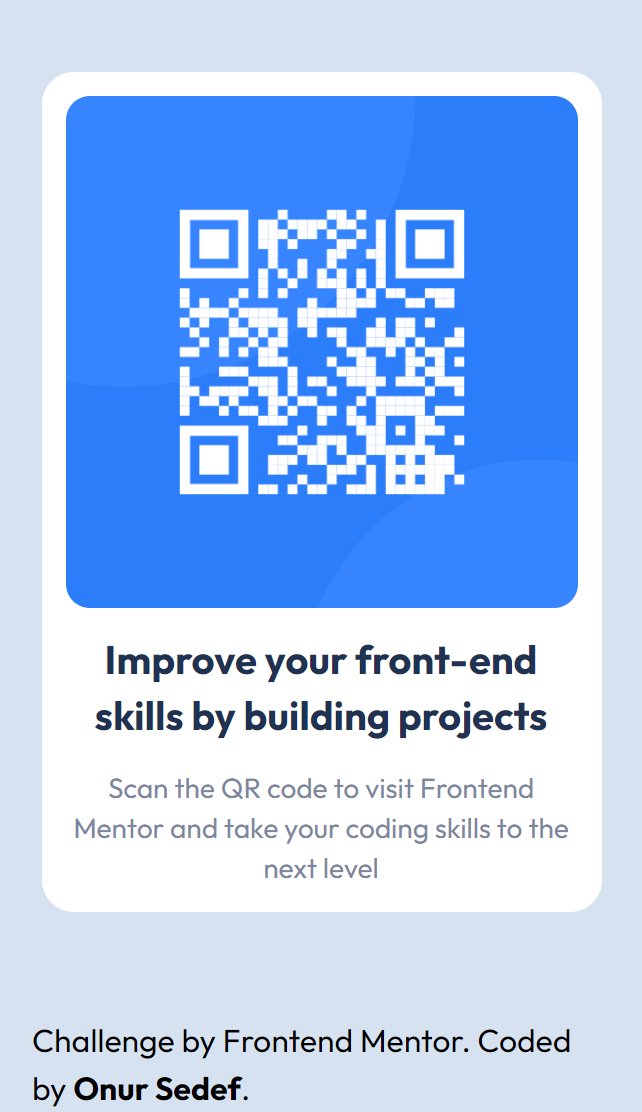 Improve your front-end
skills by building projects
Scan the QR code to visit Frontend
Mentor and take your coding skills to the
next level
Challenge by Frontend Mentor. Coded
by Onur Sedef.